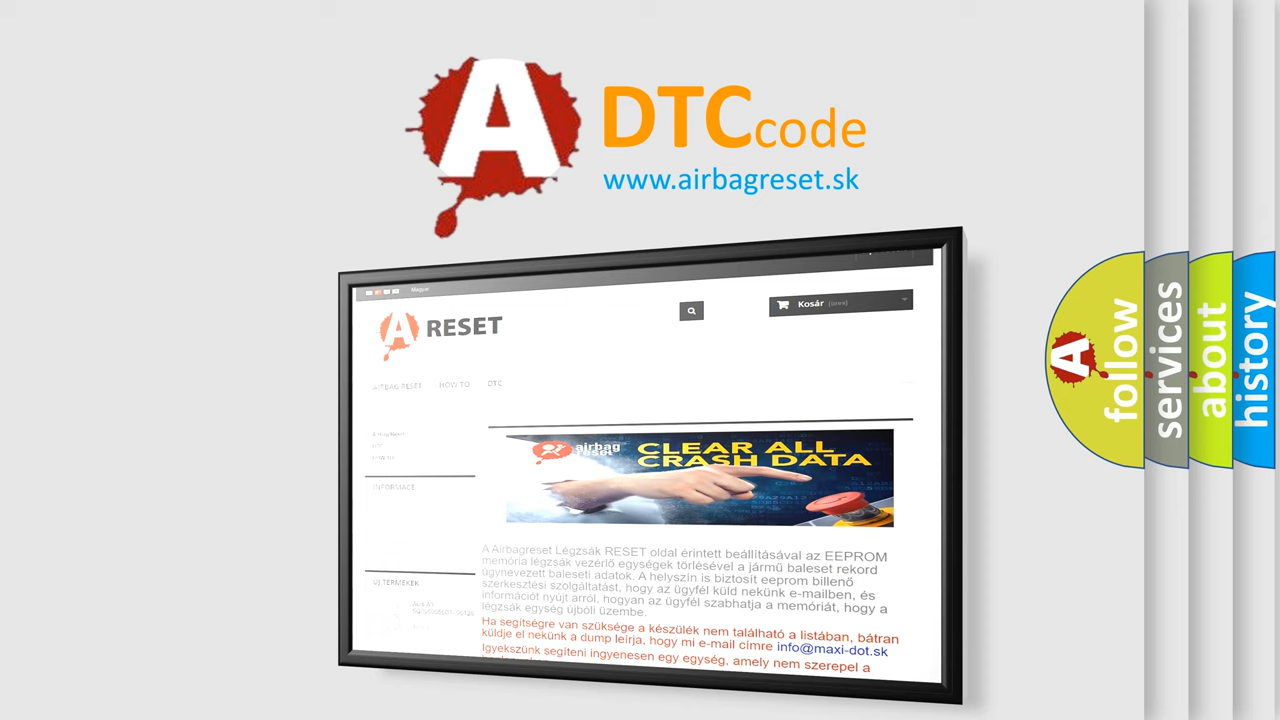 A
DTCcode
www.airbagreset.sk
Magyar
Kosár
A RESET
AIRBAG RESET HOW TO DTC
airbag reset
CLEAR ALL
CRASH DATA
INFORMACE
A Airbagreset Légzsák RESET oldal érintett beállításával az EEPROM
memória légzsák vezérlő egységek törlésével a jármű baleset rekord
úgynevezett baleseti adatok. A helyszín is biztosít eeprom billenő
szerkesztési szolgáltatást, hogy az ügyfél küld nekünk e-mailben, és
információt nyújt arról, hogyan az ügyfél szabhatja a memóriát, hogy a
légzsák egység újbóli üzembe.
Ha segítségre van szüksége a készülék nem található a listában, bátran
küldje el nekünk a dump leírja, hogy mi e-mail címre info@maxi-dot.sk
Igyekszünk segíteni ingyenesen egy egység, amely nem szerepel a
ÚJ TERMÉKEK
A
follow
services
about
history